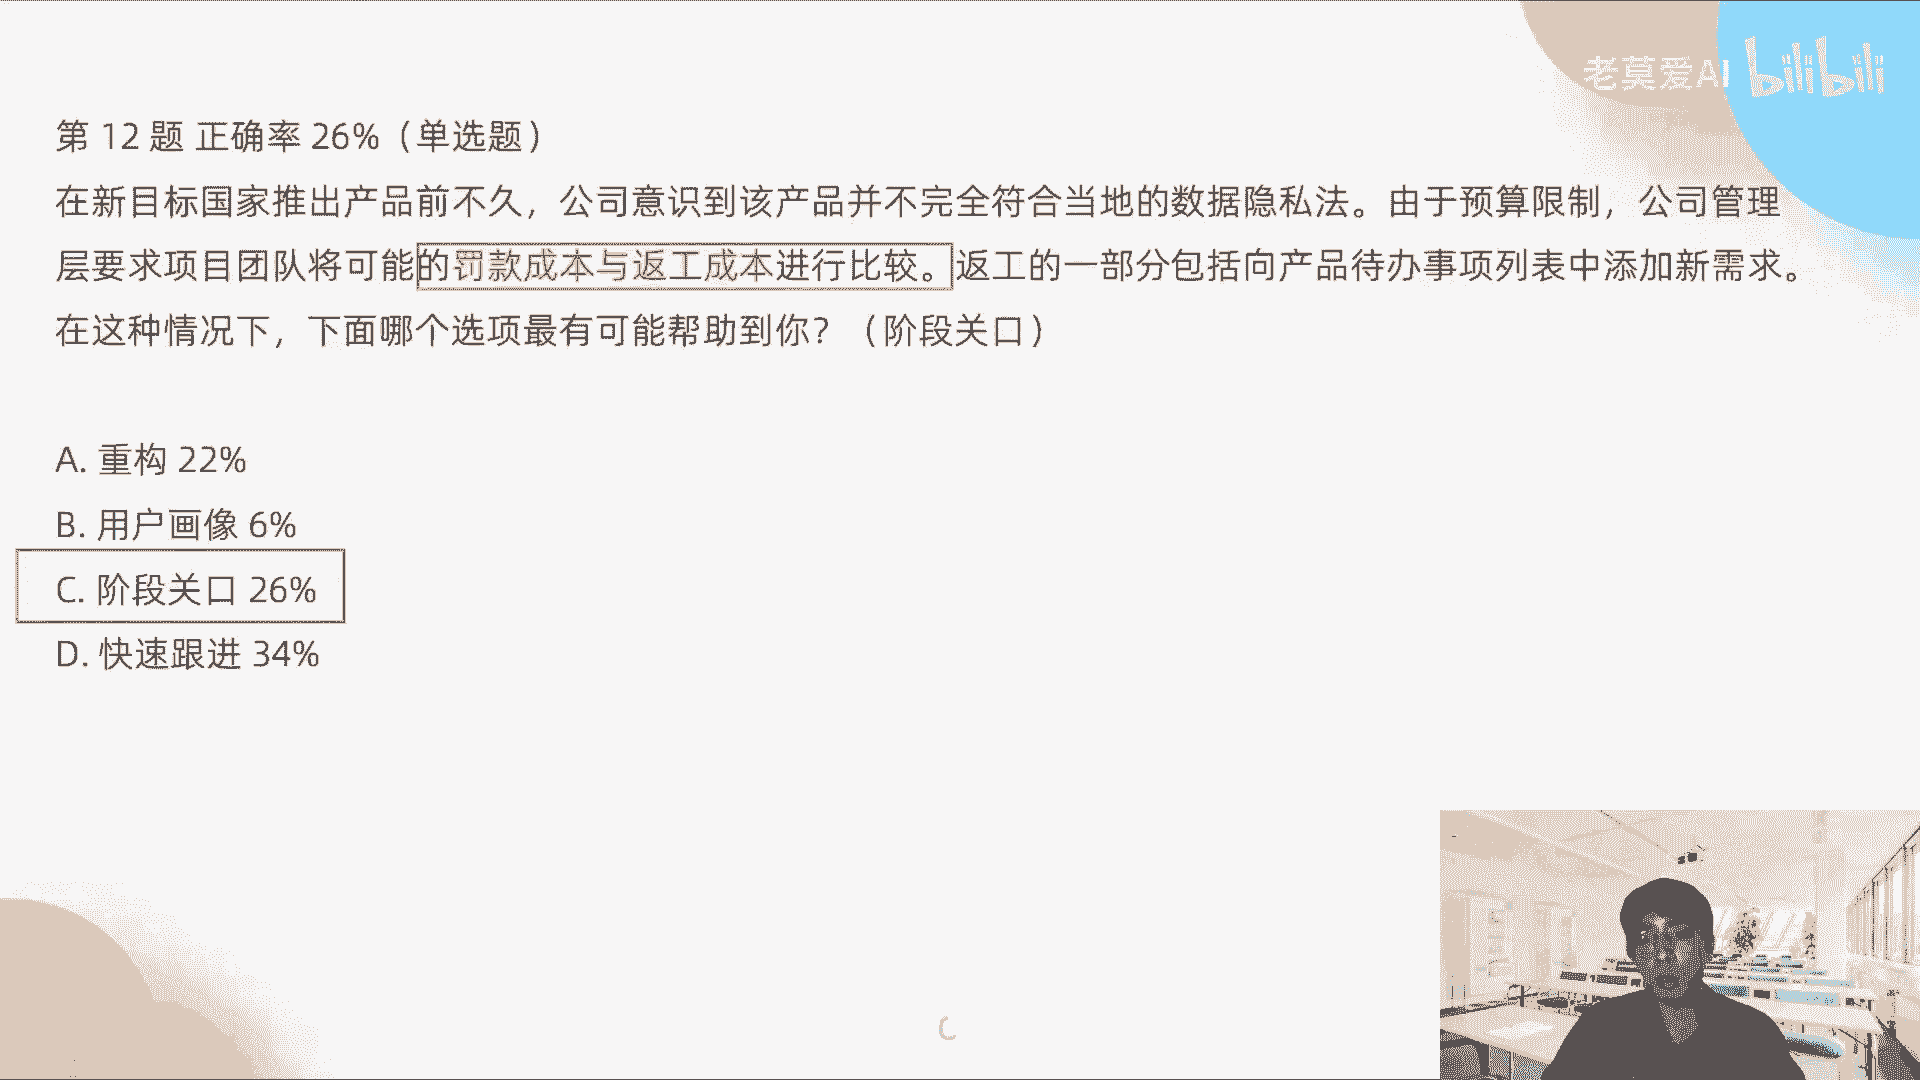 老莫爱AI bilibili
第 12 题 正确率 26%（单选题）
在新目标国家推出产品前不久，公司意识到该产品并不完全符合当地的数据隐私法。由于预算限制，公司管理
层要求项目团队将可能的罚款成本与返工成本进行比较。返工的一部分包括向产品待办事项列表中添加新需求。
在这种情况下，下面哪个选项最有可能帮助到你？（阶段关口）
A. 重构 22%
B. 用户画像 6%
C. 阶段关口 26%
D. 快速跟进 34%